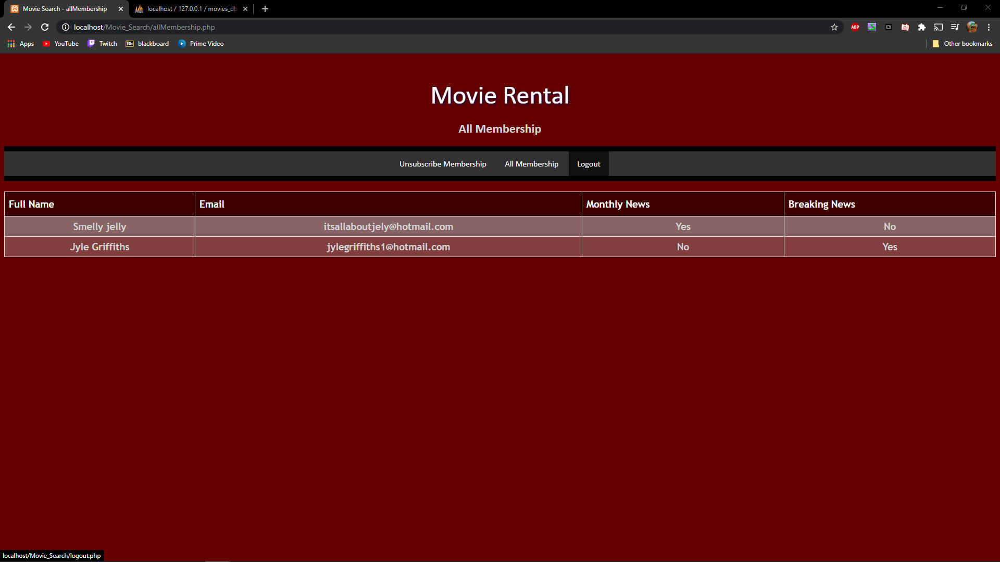 Movie Search - allMembership
localhost / 127.0.0.1 / movies_db
localhost/Movie_Search/allMembership.php
ABP
Apps
YouTube
Twitch
Bb blackboard
Prime Video
Other bookmarks
Movie Rental
All Membership
Unsubscribe Membership All Membership Logout
Full Name Email Monthly News Breaking News
Smelly jelly itsallaboutjely@hotmail.com Yes No
Jyle Griffiths jylegriffiths1@hotmail.com No Yes
localhost/Movie_Search/logout.php